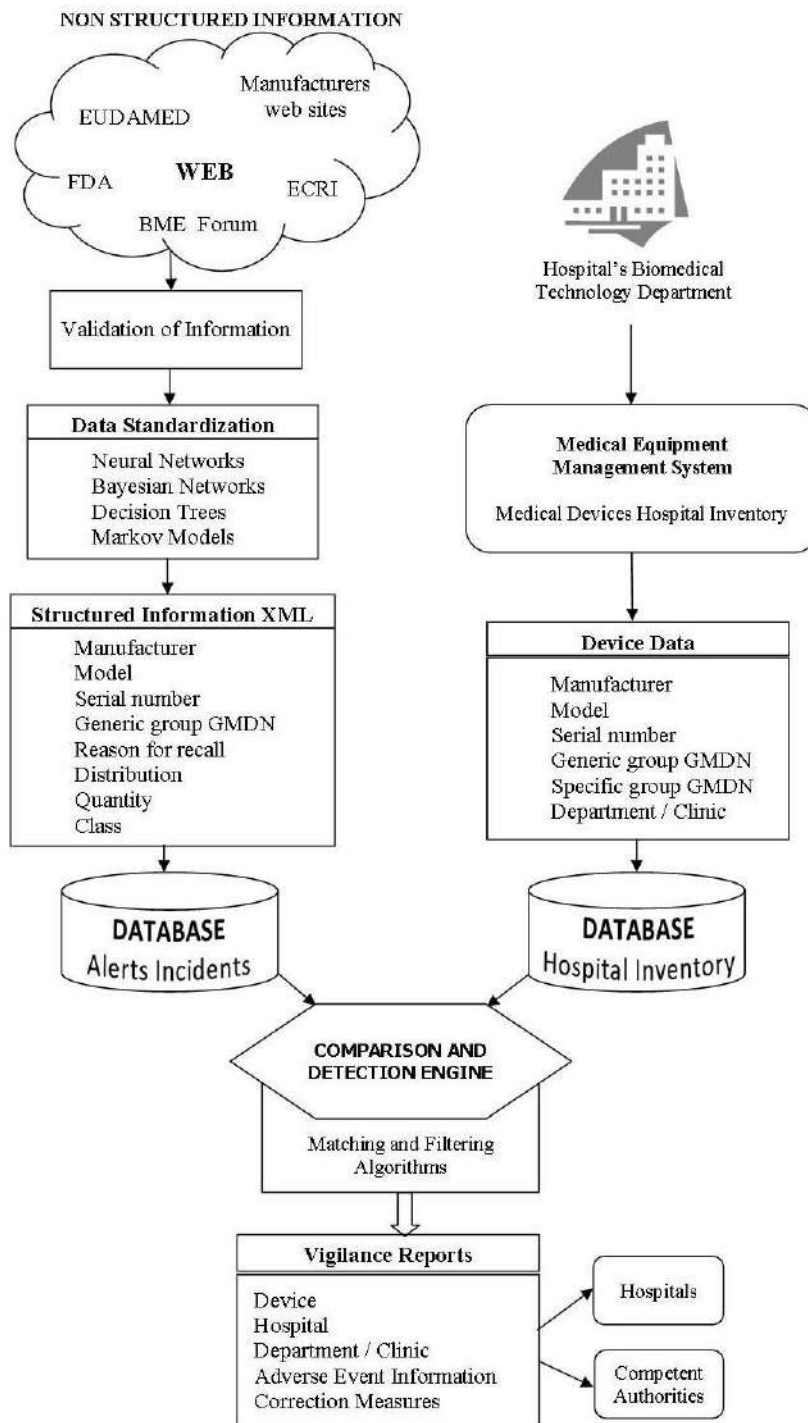 NON STRUCTURED INFORMATION
Manufacturers
web sites
EUDAMED
WEB
FDA
ECRI
BME Forum
Validation of Information
Data Standardization
Neural Networks
Bayesian Networks
Decision Trees
Markov Models
Structured Information XML
Manufacturer
Model
Serial number
Generic group GMDN
Reason for recall
Distribution
Quantity
Class
DATABASE
Alerts Incidents
Hospital's Biomedical
Technology Department
Medical Equipment
Management System
Medical Devices Hospital Inventory
Device Data
Manufacturer
Model
Serial number
Generic group GMDN
Specific group GMDN
Department / Clinic
DATABASE
Hospital Inventory
COMPARISON AND
DETECTION ENGINE
Matching and Filtering
Algorithms
Vigilance Reports
Device
Hospital
Department / Clinic
Adverse Event Information
Correction Measures
Hospitals
Competent
Authorities